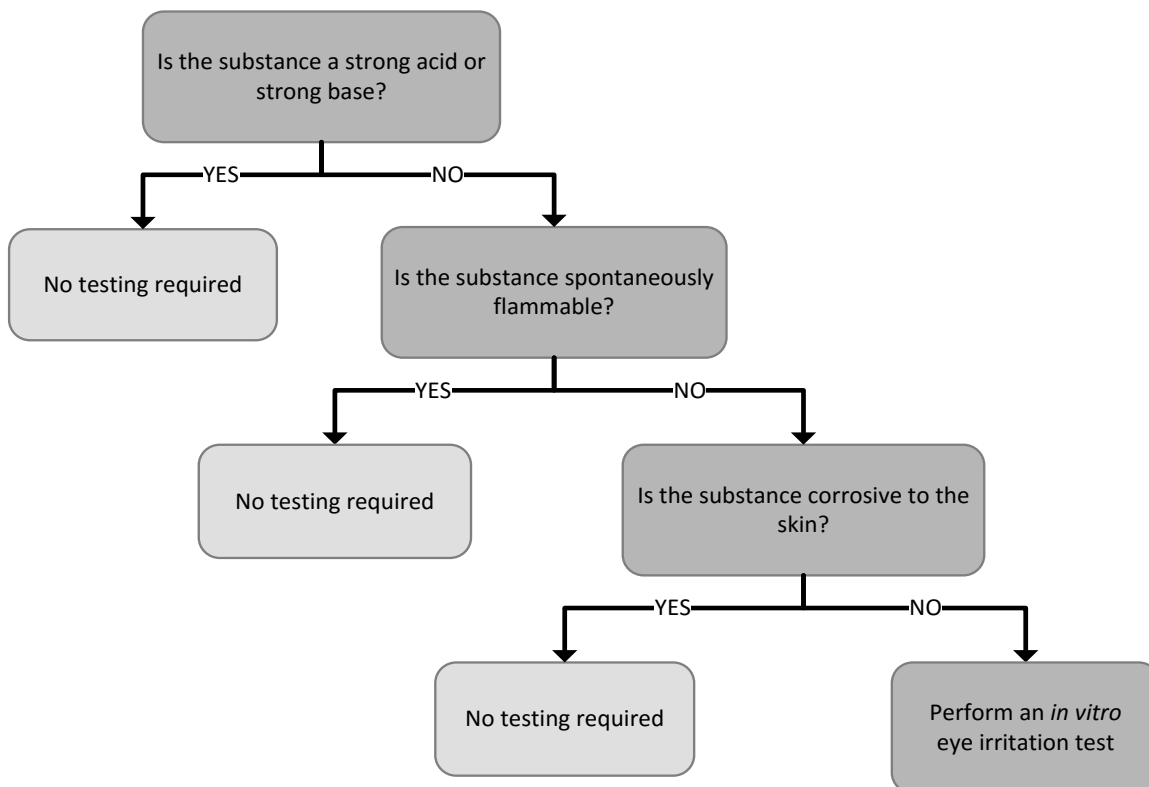 Is the substance a strong acid or
strong base?
YES
NO
No testing required
Is the substance spontaneously
flammable?
YES
NO
No testing required
Is the substance corrosive to the
skin?
YES
NO
No testing required
Perform an in vitro
eye irritation test